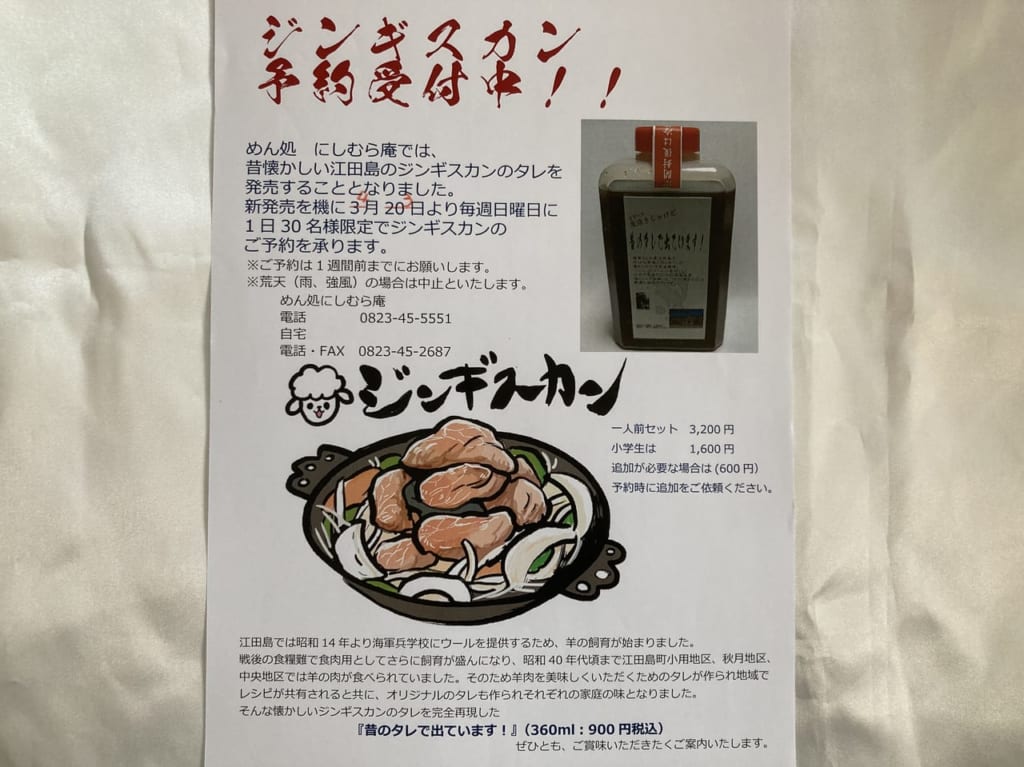 ジンギスカン
予約受付中！！
めん処　にしむら庵では、
昔懐かしい江田島のジンギスカンのタレを
発売することとなりました。
新発売を機に3月20日より毎週日曜日に
1日30名様限定でジンギスカンの
ご予約を承ります。
※ご予約は1週間前までにお願いします。
※荒天（雨、強風）の場合は中止といたします。
めん処にしむら庵
電話　0823-45-5551
自宅
電話・FAX　0823-45-2687
昔のタレで出ています！
ジンギスカン
一人前セット　3,200円
小学生は　1,600円
追加が必要な場合は(600円)
予約時に追加をご依頼ください。
江田島では昭和14年より海軍兵学校にウールを提供するため、羊の飼育が始まりました。
戦後の食糧難で食肉用としてさらに飼育が盛んになり、昭和40年代頃まで江田島町小用地区、秋月地区、
中央地区では羊の肉が食べられていました。そのため羊肉を美味しくいただくためのタレが作られ地域で
レシピが共有されると共に、オリジナルのタレも作られそれぞれの家庭の味となりました。
そんな懐かしいジンギスカンのタレを完全再現した
『昔のタレで出ています！』（360ml：900円税込）
ぜひとも、ご賞味いただきたくご案内いたします。